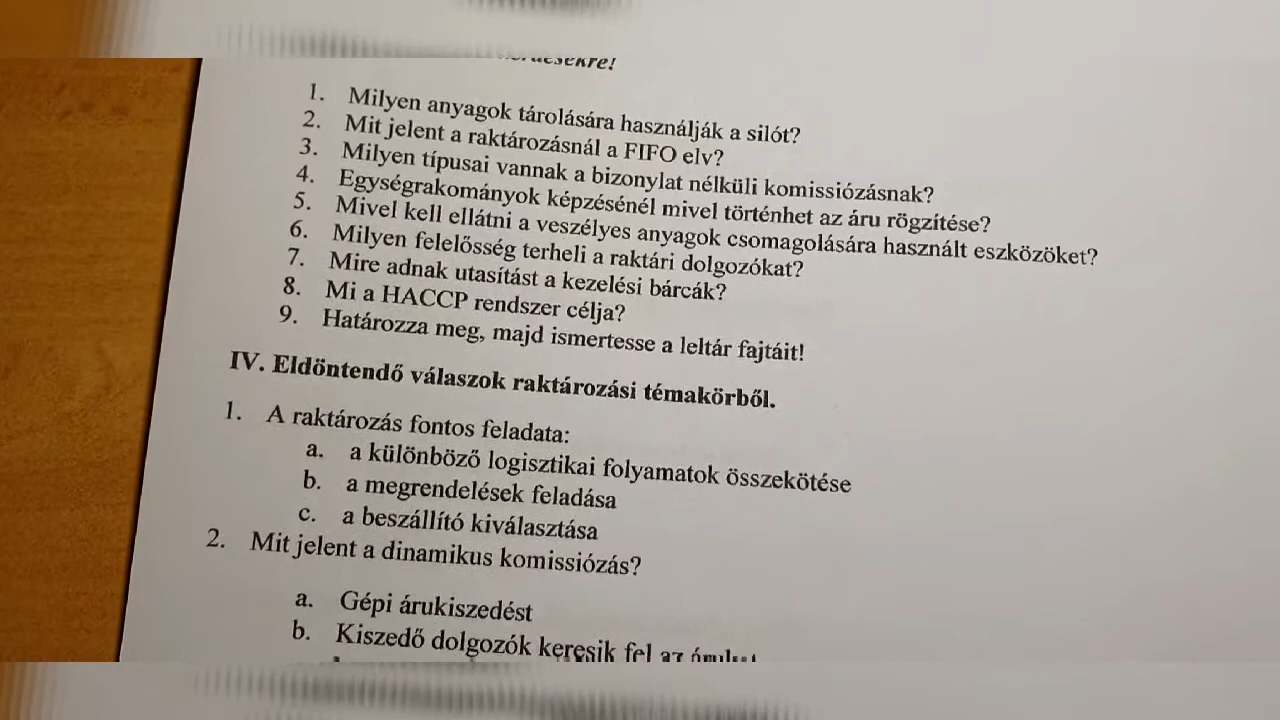 1. Milyen anyagok tárolására használják a silót?
2. Mit jelent a raktározásnál a FIFO elv?
3. Milyen típusai vannak a bizonylat nélküli komissiózásnak?
4. Egységrakományok képzésénél mivel történhet az áru rögzítése?
5. Mivel kell ellátni a veszélyes anyagok csomagolására használt eszközöket?
6. Milyen felelősség terheli a raktári dolgozókat?
7. Mire adnak utasítást a kezelési bárcák?
8. Mi a HACCP rendszer célja?
9. Határozza meg, majd ismertesse a leltár fajtáit!
IV. Eldöntendő válaszok raktározási témakörből.
1. A raktározás fontos feladata:
a. a különböző logisztikai folyamatok összekötése
b. a megrendelések feladása
c. a beszállító kiválasztása
2. Mit jelent a dinamikus komissiózás?
a. Gépi árukiszedést
b. Kiszedő dolgozók keresik fel az